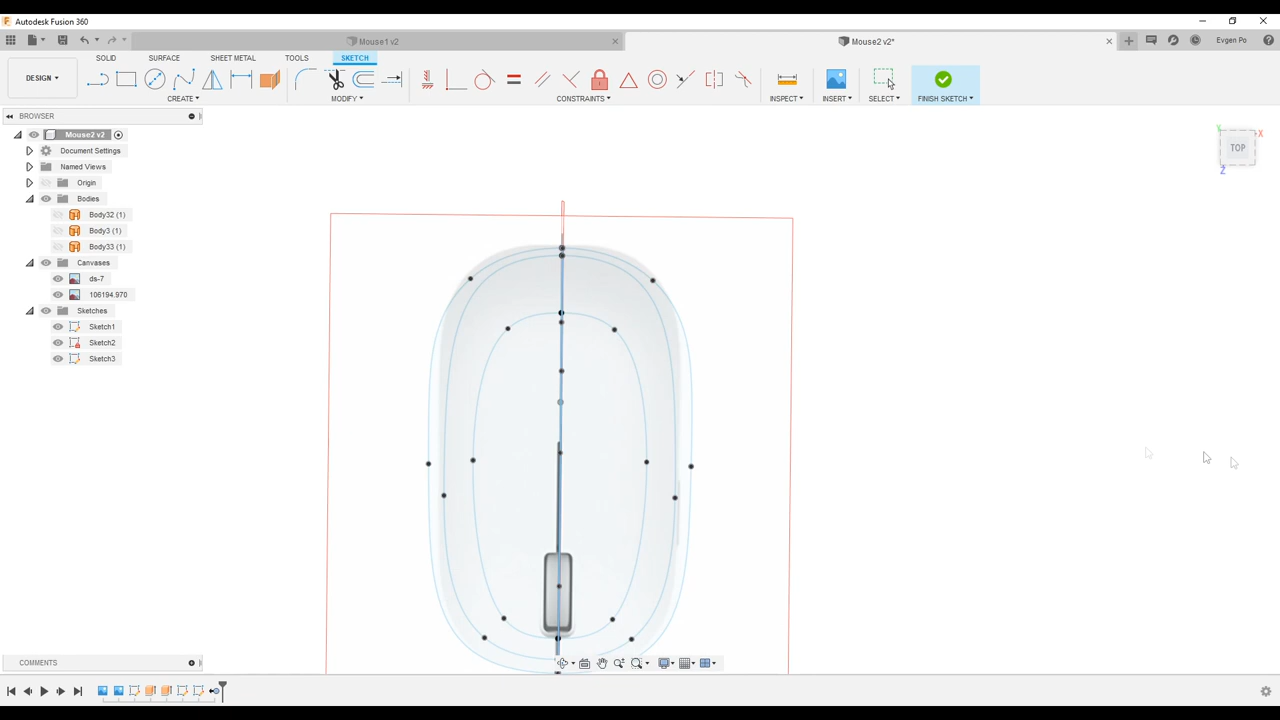 Autodesk Fusion 360
Mouse1 v2
Mouse2 v2*
Evgen Po
SOLID SURFACE SHEET METAL TOOLS SKETCH
DESIGN
CREATE MODIFY CONSTRAINTS INSPECT INSERT SELECT FINISH SKETCH
BROWSER
Mouse2 v2
Document Settings
Named Views
Origin
Bodies
Body32 (1)
Body3 (1)
Body33 (1)
Canvases
ds-7
106194.970
Sketches
Sketch1
Sketch2
Sketch3
Y
X
TOP
Z
COMMENTS